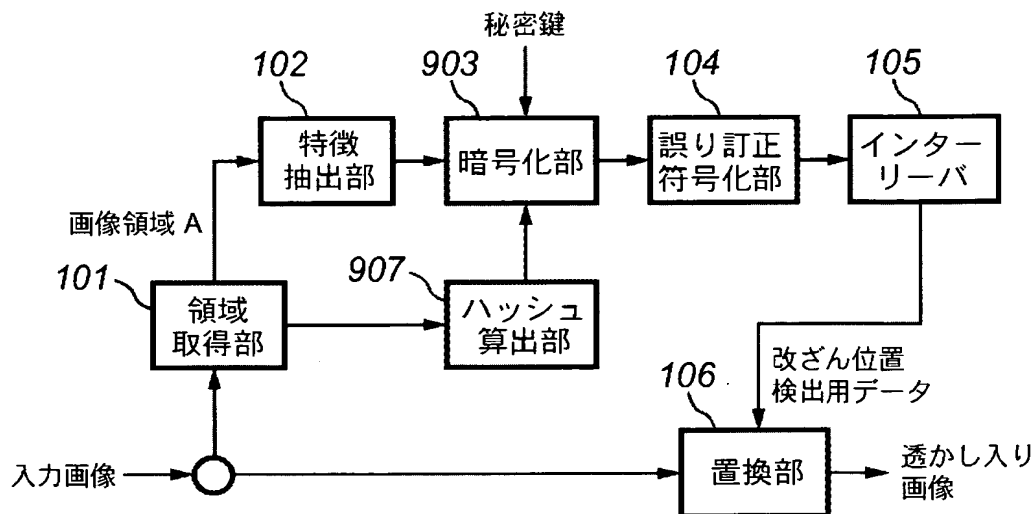 秘密鍵
102
903
104
105
特徴
抽出部
暗号化部
誤り訂正
符号化部
インター
リーバ
画像領域 A
101
907
領域
取得部
ハッシュ
算出部
106
改ざん位置
検出用データ
入力画像
置換部
透かし入り
画像